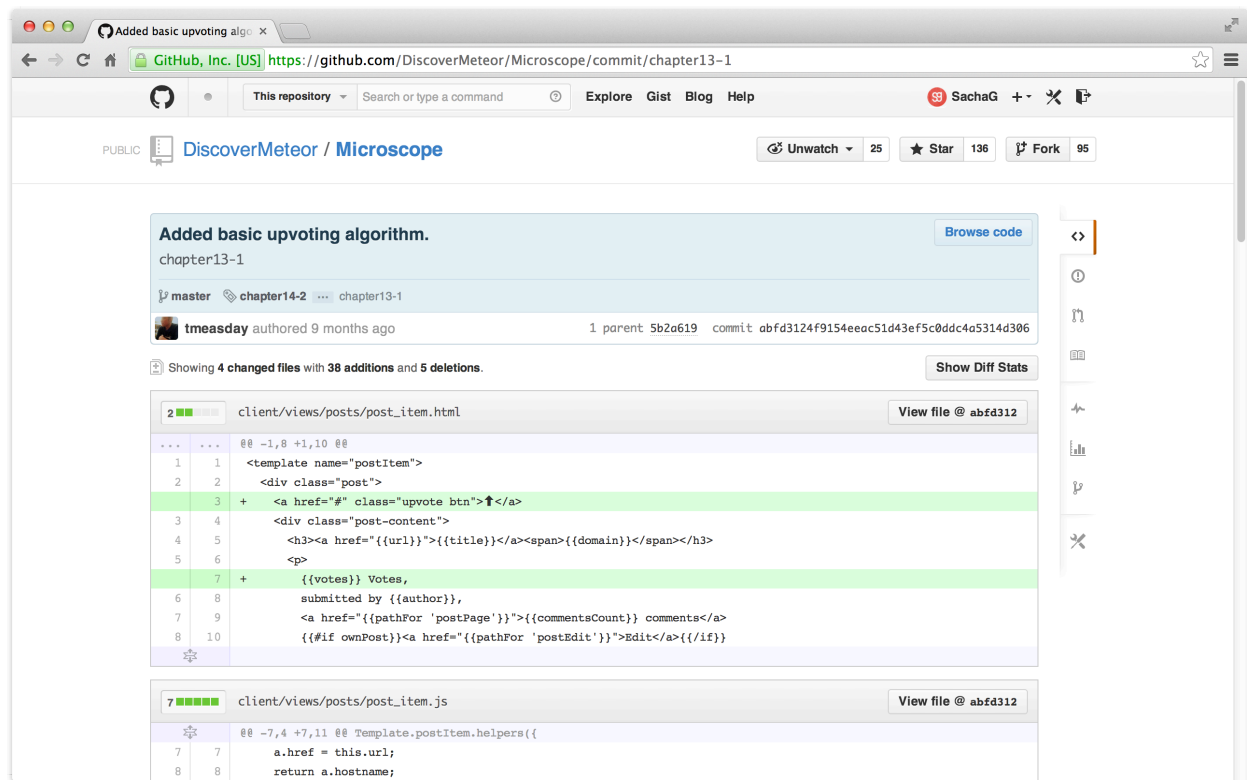 Added basic upvoting algo
GitHub, Inc. [US] https://github.com/DiscoverMeteor/Microscope/commit/chapter13-1
This repository Search or type a command Explore Gist Blog Help SachaG
PUBLIC DiscoverMeteor / Microscope Unwatch 25 Star 136 Fork 95
Added basic upvoting algorithm. Browse code
chapter13-1
master chapter14-2 … chapter13-1
tmeasday authored 9 months ago 1 parent 5b2a619 commit abfd3124f9154eeac51d43ef5c0ddc4a5314d306
Showing 4 changed files with 38 additions and 5 deletions. Show Diff Stats
2 client/views/posts/post_item.html View file @ abfd312
... ... @@ -1,8 +1,10 @@
1 1 <template name="postItem">
2 2 <div class="post">
3 + <a href="#" class="upvote btn">⬆</a>
3 4 <div class="post-content">
4 5 <h3><a href="{{url}}">{{title}}</a><span>{{domain}}</span></h3>
5 6 <p>
7 + {{votes}} Votes,
6 8 submitted by {{author}},
7 9 <a href="{{pathFor 'postPage'}}">{{commentsCount}} comments</a>
8 10 {{#if ownPost}}<a href="{{pathFor 'postEdit'}}">Edit</a>{{/if}}
7 client/views/posts/post_item.js View file @ abfd312
@@ -7,4 +7,11 @@ Template.postItem.helpers({
7 7 a.href = this.url;
8 8 return a.hostname;